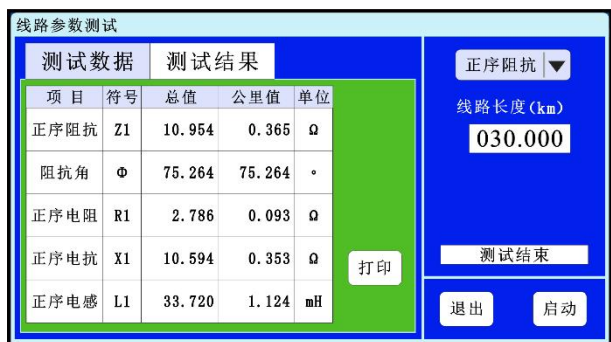 线路参数测试
测试数据 测试结果
项 目 符号 总值 公里值 单位
正序阻抗 Z1 10.954 0.365 Ω
阻抗角 Φ 75.264 75.264 °
正序电阻 R1 2.786 0.093 Ω
正序电抗 X1 10.594 0.353 Ω
正序电感 L1 33.720 1.124 mH
打印
正序阻抗
线路长度(km)
030.000
测试结束
退出 启动